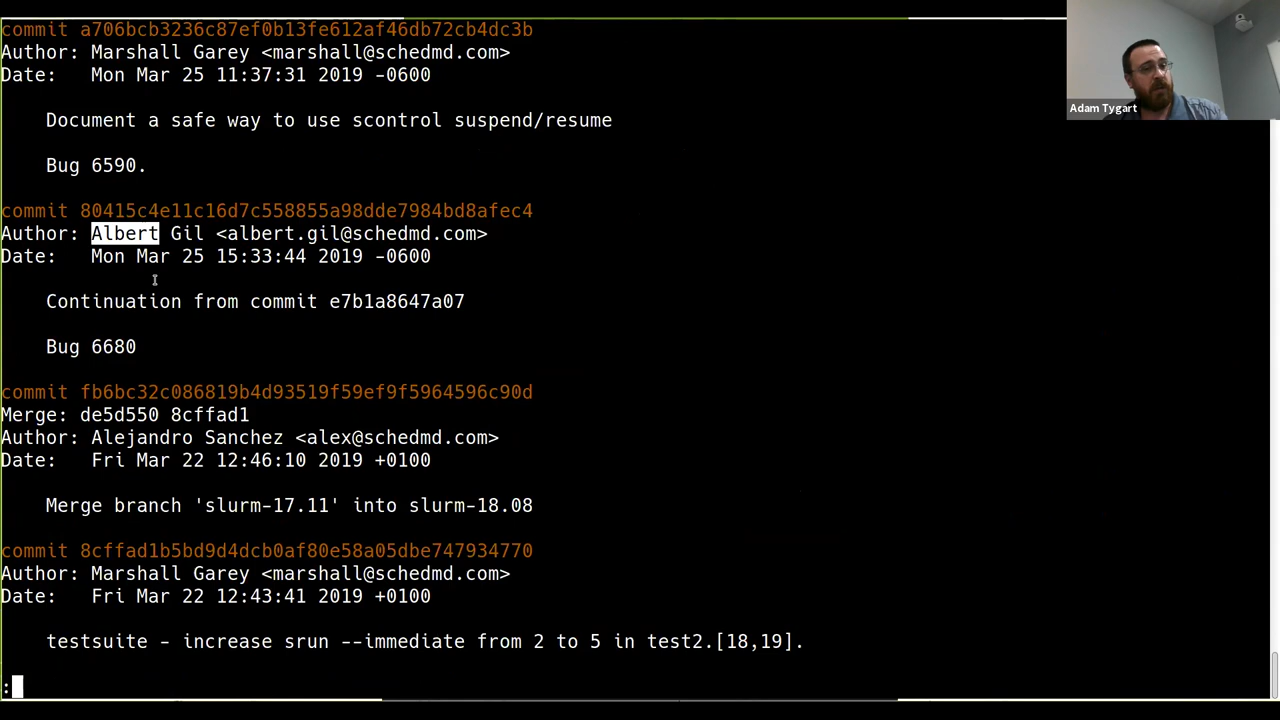 commit a706bcb3236c87ef0b13fe612af46db72cb4dc3b
Author: Marshall Garey <marshall@schedmd.com>
Date:   Mon Mar 25 11:37:31 2019 -0600
Adam Tygart
Document a safe way to use scontrol suspend/resume
Bug 6590.
commit 80415c4e11c16d7c558855a98dde7984bd8afec4
Author: Albert Gil <albert.gil@schedmd.com>
Date:   Mon Mar 25 15:33:44 2019 -0600
Continuation from commit e7b1a8647a07
Bug 6680
commit fb6bc32c086819b4d93519f59ef9f5964596c90d
Merge: de5d550 8cffad1
Author: Alejandro Sanchez <alex@schedmd.com>
Date:   Fri Mar 22 12:46:10 2019 +0100
Merge branch 'slurm-17.11' into slurm-18.08
commit 8cffad1b5bd9d4dcb0af80e58a05dbe747934770
Author: Marshall Garey <marshall@schedmd.com>
Date:   Fri Mar 22 12:43:41 2019 +0100
testsuite - increase srun --immediate from 2 to 5 in test2.[18,19].
: